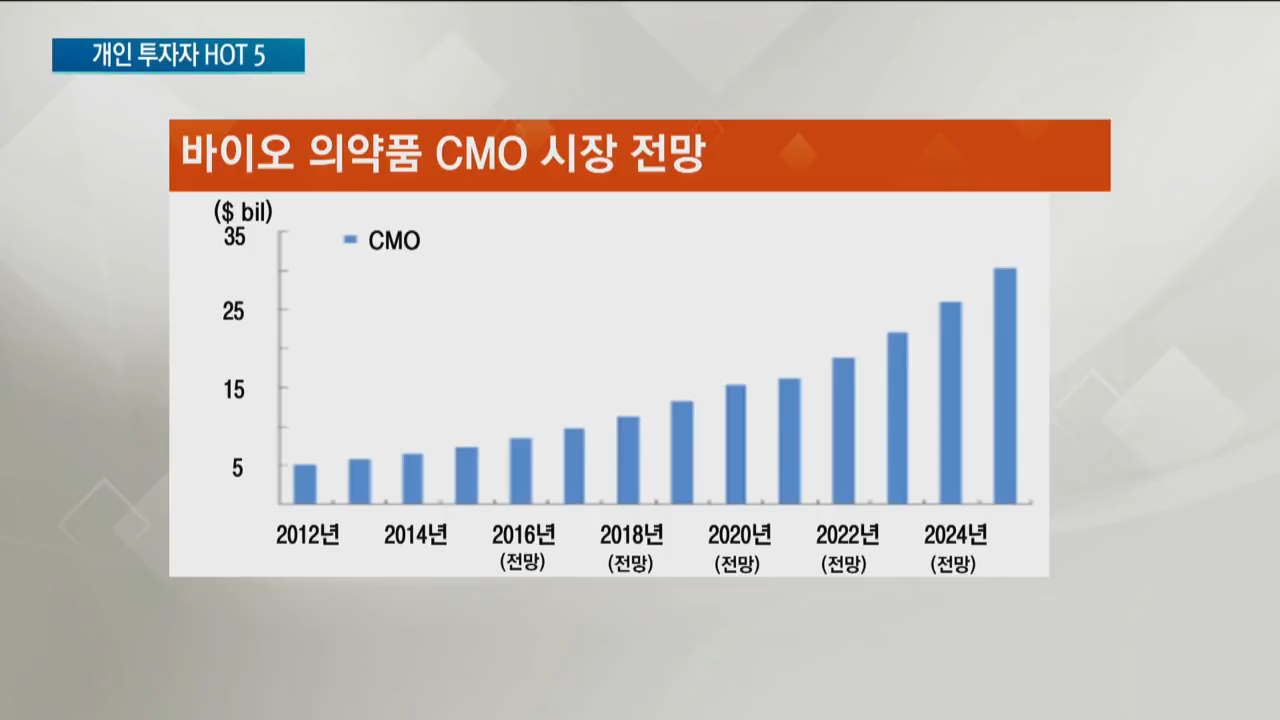 개인 투자자 HOT 5
바이오 의약품 CMO 시장 전망
($ bil)
35
CMO
25
15
5
2012년 2014년 2016년 2018년 2020년 2022년 2024년
(전망) (전망) (전망) (전망) (전망)